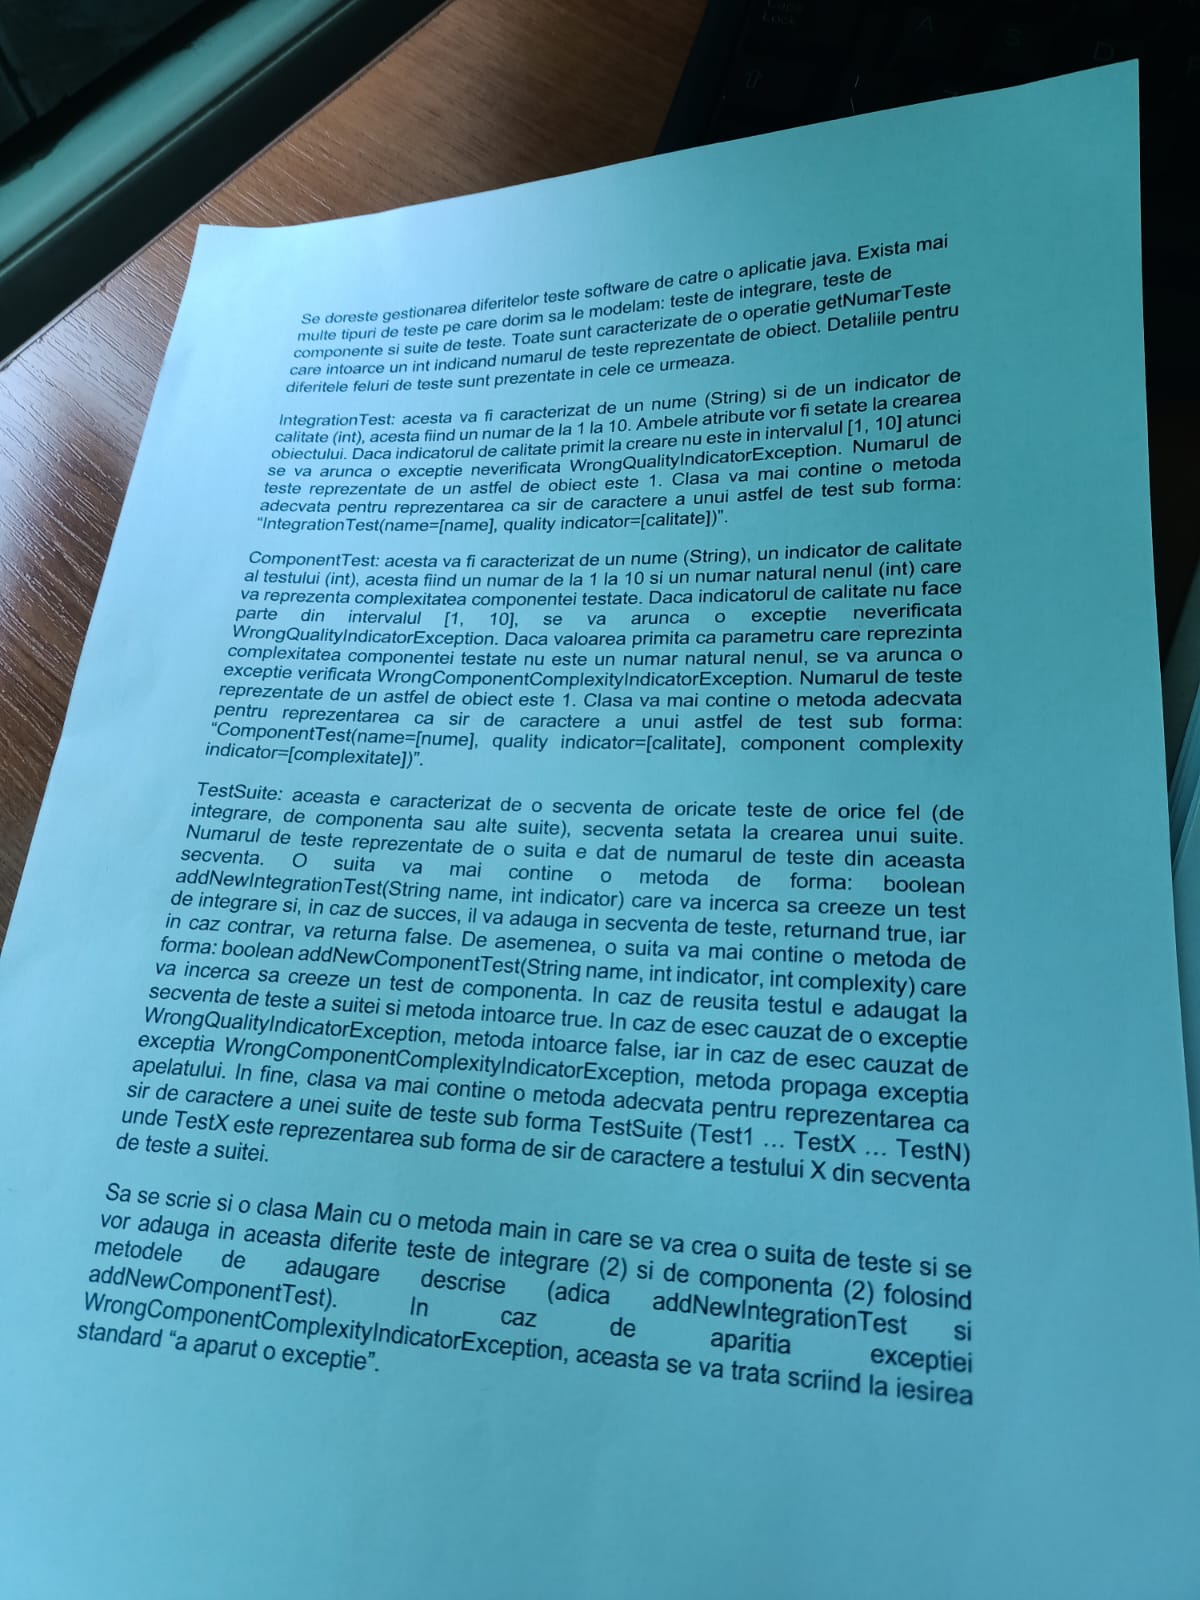 Caps
Lock
A
S
D
Se doreste gestionarea diferitelor teste software de catre o aplicatie java. Exista mai
multe tipuri de teste pe care dorim sa le modelam: teste de integrare, teste de
componente si suite de teste. Toate sunt caracterizate de o operatie getNumarTeste
care intoarce un int indicand numarul de teste reprezentate de obiect. Detaliile pentru
diferitele feluri de teste sunt prezentate in cele ce urmeaza.
IntegrationTest: acesta va fi caracterizat de un nume (String) si de un indicator de
calitate (int), acesta fiind un numar de la 1 la 10. Ambele atribute vor fi setate la crearea
obiectului. Daca indicatorul de calitate primit la creare nu este in intervalul [1, 10] atunci
se va arunca o exceptie neverificata WrongQualityIndicatorException. Numarul de
teste reprezentate de un astfel de obiect este 1. Clasa va mai contine o metoda
adecvata pentru reprezentarea ca sir de caractere a unui astfel de test sub forma:
“IntegrationTest(name=[name], quality indicator=[calitate])”.
ComponentTest: acesta va fi caracterizat de un nume (String), un indicator de calitate
al testului (int), acesta fiind un numar de la 1 la 10 si un numar natural nenul (int) care
va reprezenta complexitatea componentei testate. Daca indicatorul de calitate nu face
parte din intervalul [1, 10], se va arunca o exceptie neverificata
WrongQualityIndicatorException. Daca valoarea primita ca parametru care reprezinta
complexitatea componentei testate nu este un numar natural nenul, se va arunca o
exceptie verificata WrongComponentComplexityIndicatorException. Numarul de teste
reprezentate de un astfel de obiect este 1. Clasa va mai contine o metoda adecvata
pentru reprezentarea ca sir de caractere a unui astfel de test sub forma:
“ComponentTest(name=[nume], quality indicator=[calitate], component complexity
indicator=[complexitate])”.
TestSuite: aceasta e caracterizat de o secventa de oricate teste de orice fel (de
integrare, de componenta sau alte suite), secventa setata la crearea unui suite.
Numarul de teste reprezentate de o suita e dat de numarul de teste din aceasta
secventa. O suita va mai contine o metoda de forma: boolean
addNewIntegrationTest(String name, int indicator) care va incerca sa creeze un test
de integrare si, in caz de succes, il va adauga in secventa de teste, returnand true, iar
in caz contrar, va returna false. De asemenea, o suita va mai contine o metoda de
forma: boolean addNewComponentTest(String name, int indicator, int complexity) care
va incerca sa creeze un test de componenta. In caz de reusita testul e adaugat la
secventa de teste a suitei si metoda intoarce true. In caz de esec cauzat de o exceptie
WrongQualityIndicatorException, metoda intoarce false, iar in caz de esec cauzat de
exceptia WrongComponentComplexityIndicatorException, metoda propaga exceptia
apelatului. In fine, clasa va mai contine o metoda adecvata pentru reprezentarea ca
sir de caractere a unei suite de teste sub forma TestSuite (Test1 ... TestX ... TestN)
unde TestX este reprezentarea sub forma de sir de caractere a testului X din secventa
de teste a suitei.
Sa se scrie si o clasa Main cu o metoda main in care se va crea o suita de teste si se
vor adauga in aceasta diferite teste de integrare (2) si de componenta (2) folosind
metodele de adaugare descrise (adica addNewIntegrationTest si
addNewComponentTest). In caz de aparitia exceptiei
WrongComponentComplexityIndicatorException, aceasta se va trata scriind la iesirea
standard “a aparut o exceptie”.